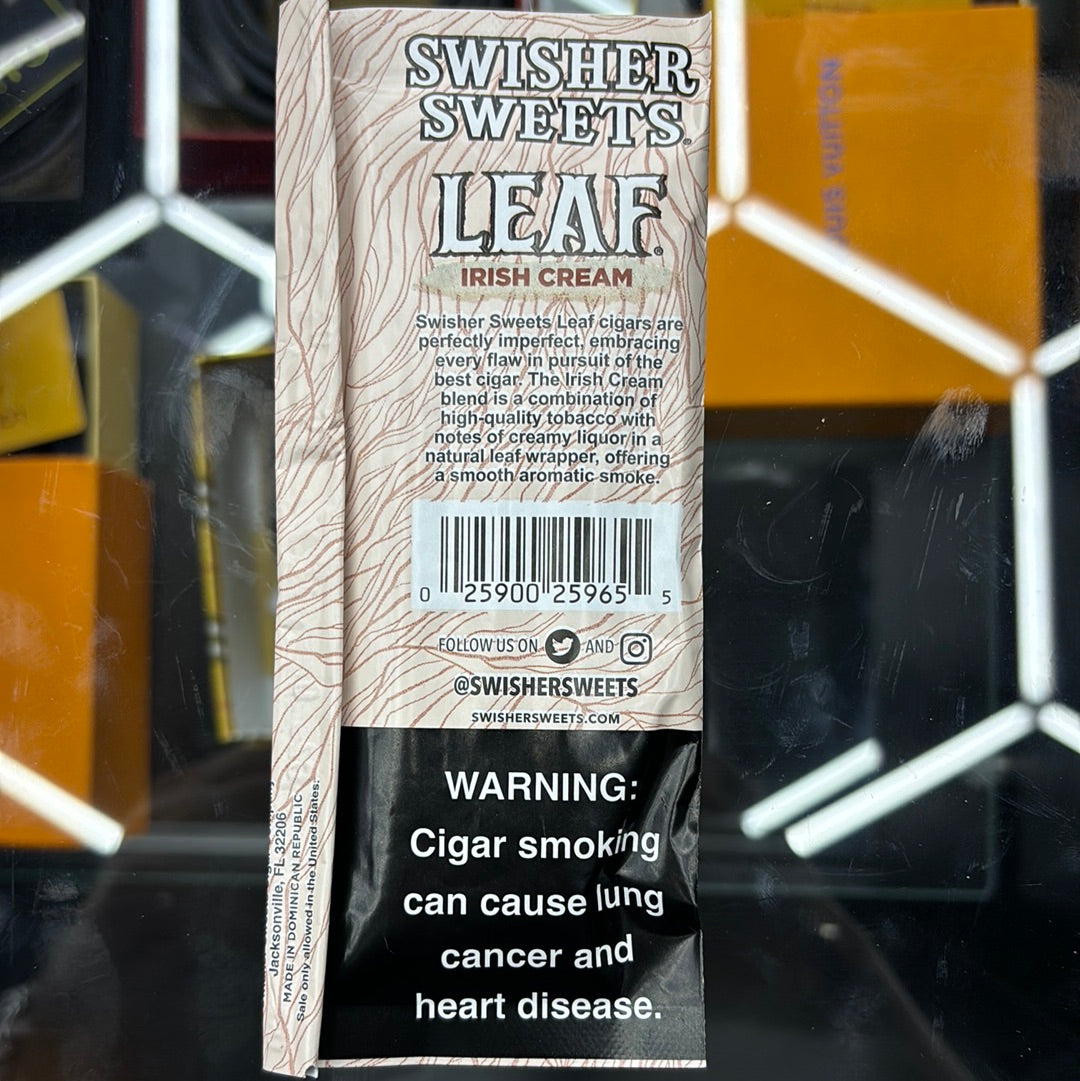 SWISHER
SWEETS®
LEAF®
IRISH CREAM
Swisher Sweets Leaf cigars are
perfectly imperfect, embracing
every flaw in pursuit of the
best cigar. The Irish Cream
blend is a combination of
high-quality tobacco with
notes of creamy liquor in a
natural leaf wrapper, offering
a smooth aromatic smoke.
0 25900 25965 5
FOLLOW US ON AND
@SWISHERSWEETS
SWISHERSWEETS.COM
WARNING:
Cigar smoking
can cause lung
cancer and
heart disease.
Jacksonville, FL 32206
MADE IN DOMINICAN REPUBLIC
Sale only allowed in the United States.
VUITTON